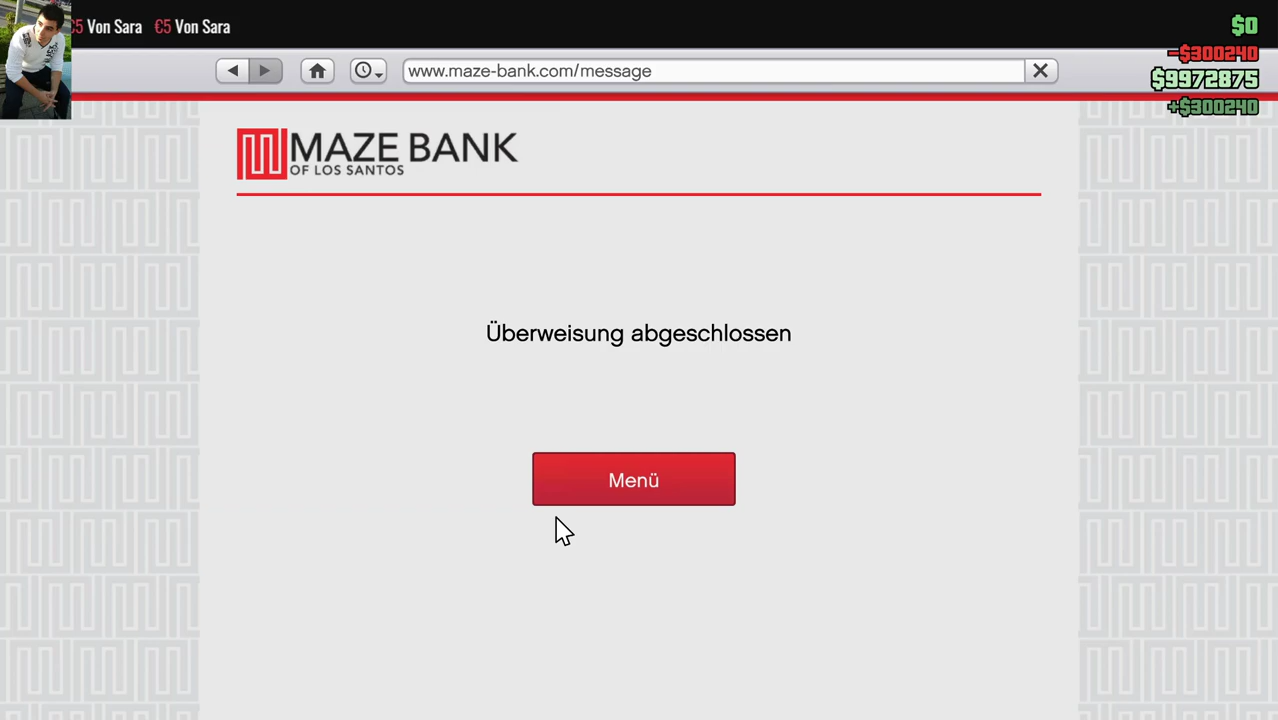 €5 Von Sara €5 Von Sara
$0
-$300240
www.maze-bank.com/message
$9972875
+$300240
MAZE BANK
OF LOS SANTOS
Überweisung abgeschlossen
Menü